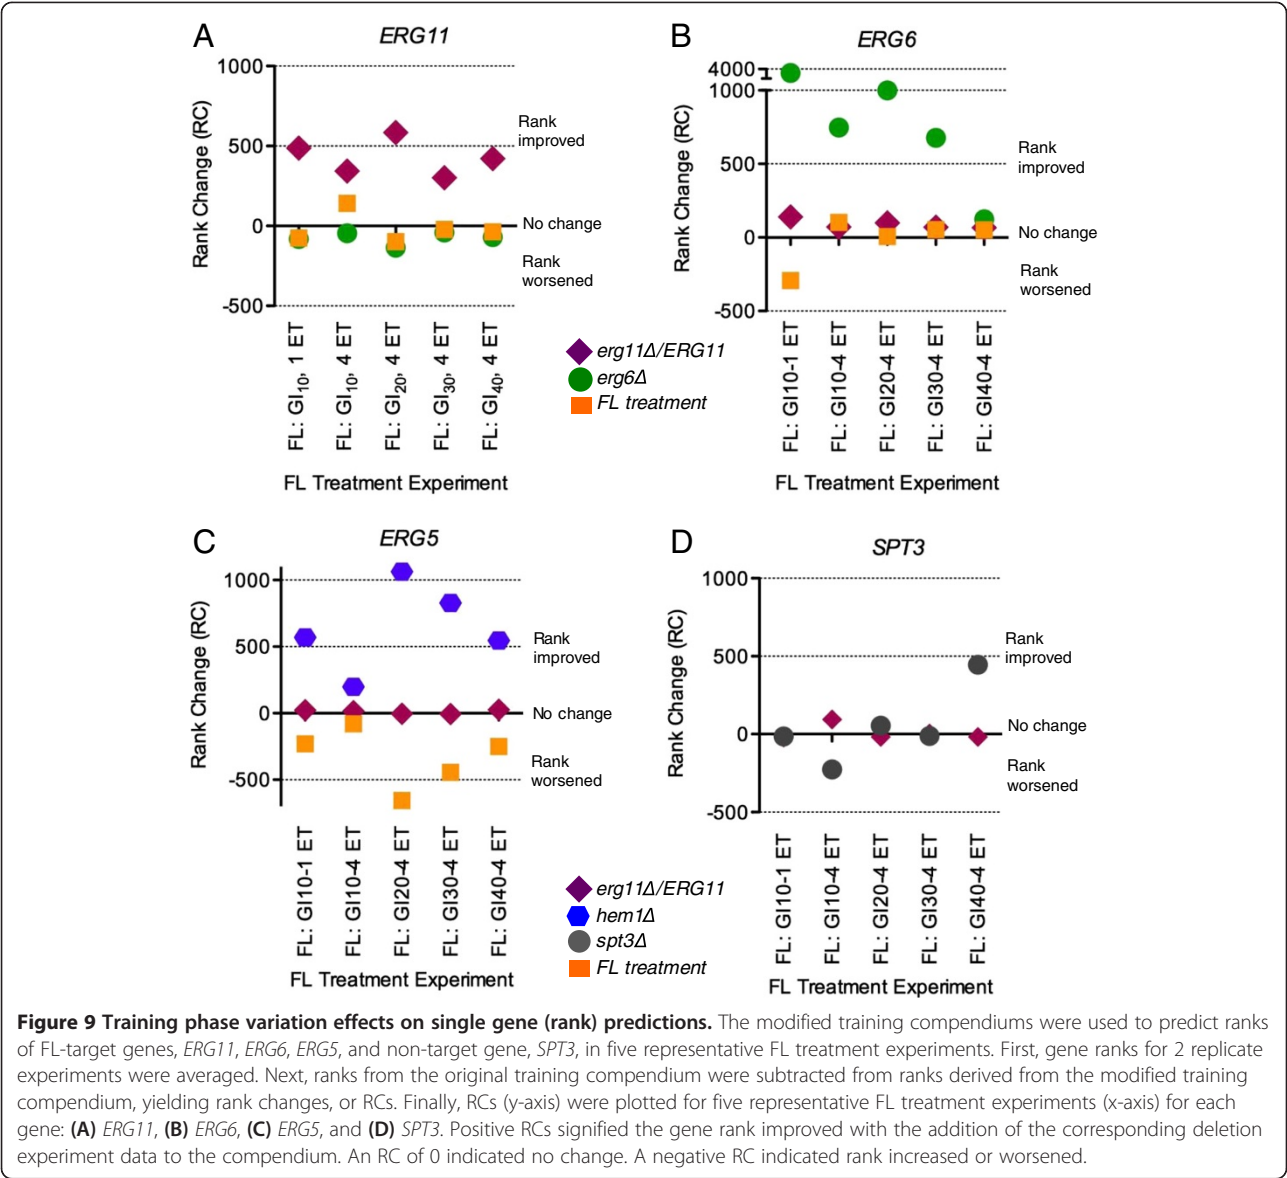 A
ERG11
Rank Change (RC)
1000
500
0
-500
Rank
improved
No change
Rank
worsened
FL: GI10, 1 ET
FL: GI10, 4 ET
FL: GI20, 4 ET
FL: GI30, 4 ET
FL: GI40, 4 ET
FL Treatment Experiment
B
ERG6
Rank Change (RC)
4000
1000
500
0
-500
Rank
improved
No change
Rank
worsened
FL: GI10-1 ET
FL: GI10-4 ET
FL: GI20-4 ET
FL: GI30-4 ET
FL: GI40-4 ET
FL Treatment Experiment
erg11Δ/ERG11
erg6Δ
FL treatment
C
ERG5
Rank Change (RC)
1000
500
0
-500
Rank
improved
No change
Rank
worsened
FL: GI10-1 ET
FL: GI10-4 ET
FL: GI20-4 ET
FL: GI30-4 ET
FL: GI40-4 ET
FL Treatment Experiment
D
SPT3
Rank Change (RC)
1000
500
0
-500
Rank
improved
No change
Rank
worsened
FL: GI10-1 ET
FL: GI10-4 ET
FL: GI20-4 ET
FL: GI30-4 ET
FL: GI40-4 ET
FL Treatment Experiment
erg11Δ/ERG11
hem1Δ
spt3Δ
FL treatment
Figure 9 Training phase variation effects on single gene (rank) predictions. The modified training compendiums were used to predict ranks
of FL-target genes, ERG11, ERG6, ERG5, and non-target gene, SPT3, in five representative FL treatment experiments. First, gene ranks for 2 replicate
experiments were averaged. Next, ranks from the original training compendium were subtracted from ranks derived from the modified training
compendium, yielding rank changes, or RCs. Finally, RCs (y-axis) were plotted for five representative FL treatment experiments (x-axis) for each
gene: (A) ERG11, (B) ERG6, (C) ERG5, and (D) SPT3. Positive RCs signified the gene rank improved with the addition of the corresponding deletion
experiment data to the compendium. An RC of 0 indicated no change. A negative RC indicated rank increased or worsened.